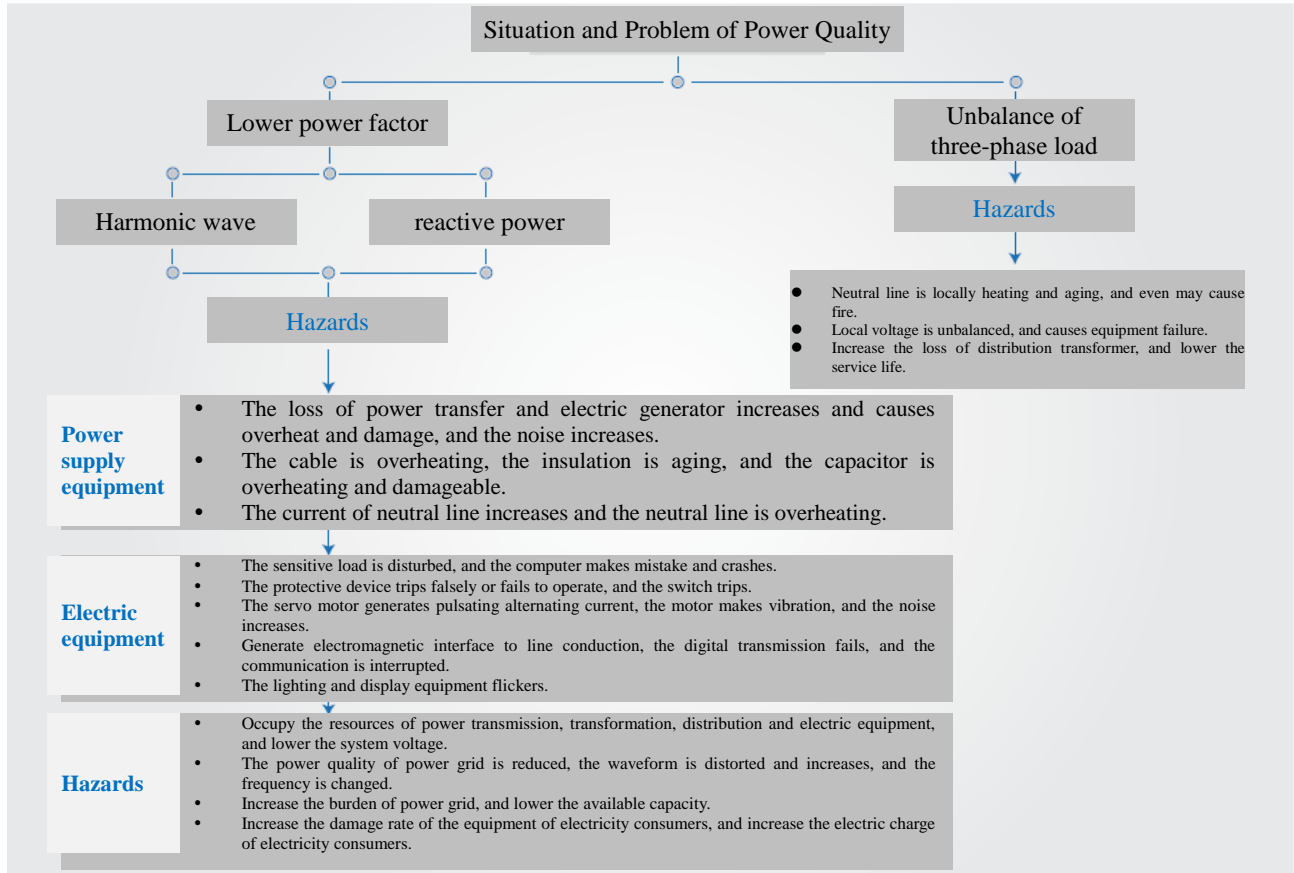 Situation and Problem of Power Quality
Lower power factor
Unbalance of
three-phase load
Harmonic wave
reactive power
Hazards
Hazards
● Neutral line is locally heating and aging, and even may cause
fire.
● Local voltage is unbalanced, and causes equipment failure.
● Increase the loss of distribution transformer, and lower the
service life.
Power
supply
equipment
• The loss of power transfer and electric generator increases and causes
overheat and damage, and the noise increases.
• The cable is overheating, the insulation is aging, and the capacitor is
overheating and damageable.
• The current of neutral line increases and the neutral line is overheating.
Electric
equipment
• The sensitive load is disturbed, and the computer makes mistake and crashes.
• The protective device trips falsely or fails to operate, and the switch trips.
• The servo motor generates pulsating alternating current, the motor makes vibration, and the noise
increases.
• Generate electromagnetic interface to line conduction, the digital transmission fails, and the
communication is interrupted.
• The lighting and display equipment flickers.
Hazards
• Occupy the resources of power transmission, transformation, distribution and electric equipment,
and lower the system voltage.
• The power quality of power grid is reduced, the waveform is distorted and increases, and the
frequency is changed.
• Increase the burden of power grid, and lower the available capacity.
• Increase the damage rate of the equipment of electricity consumers, and increase the electric charge
of electricity consumers.